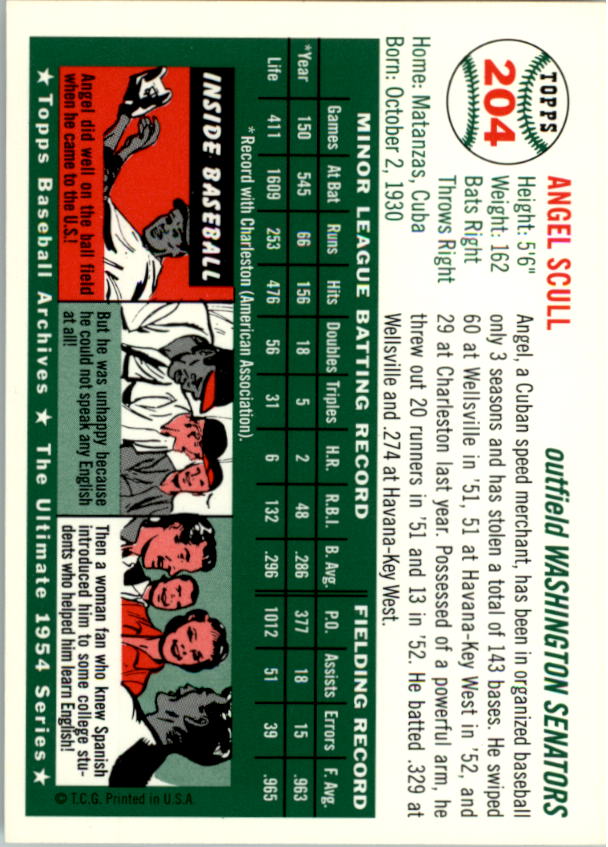 TOPPS
204
ANGEL SCULL
outfield WASHINGTON SENATORS
Height: 5'6"
Weight: 162
Bats Right
Throws Right
Home: Matanzas, Cuba
Born: October 2, 1930
Angel, a Cuban speed merchant, has been in organized baseball
only 3 seasons and has stolen a total of 143 bases. He swiped
60 at Wellsville in '51, 51 at Havana-Key West in '52, and
29 at Charleston last year. Possessed of a powerful arm, he
threw out 20 runners in '51 and 13 in '52. He batted .329 at
Wellsville and .274 at Havana-Key West.
MINOR LEAGUE BATTING RECORD FIELDING RECORD
Games At Bat Runs Hits Doubles Triples H.R. R.B.I. B. Avg. P.O. Assists Errors F. Avg.
*Year 150 545 66 156 18 5 2 48 .286 377 18 15 .963
Life 411 1609 253 476 56 31 6 132 .296 1012 51 39 .965
*Record with Charleston (American Association).
INSIDE BASEBALL
Angel did well on the ball field
when he came to the U.S.!
But he was unhappy because
he could not speak any English
at all!
Then a woman fan who knew Spanish
introduced him to some college stu-
dents who helped him learn English!
★ Topps Baseball Archives ★ The Ultimate 1954 Series ★
© T.C.G. Printed in U.S.A.